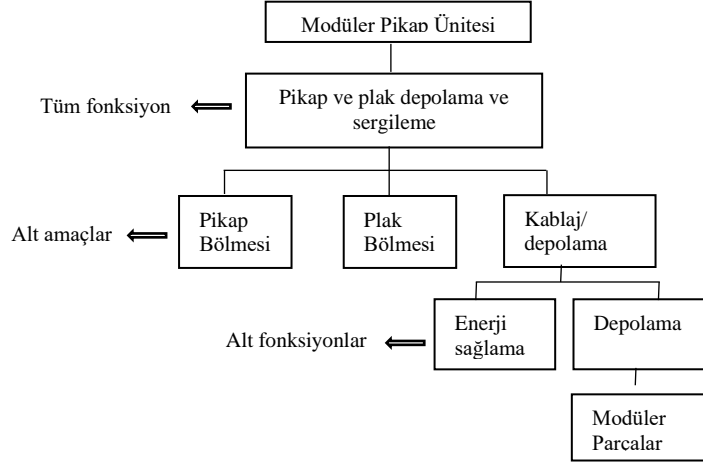 Modüler Pikap Ünitesi
Tüm fonksiyon
Pikap ve plak depolama ve
sergileme
Alt amaçlar
Pikap
Bölmesi
Plak
Bölmesi
Kablaj/
depolama
Alt fonksiyonlar
Enerji
sağlama
Depolama
Modüler
Parcalar